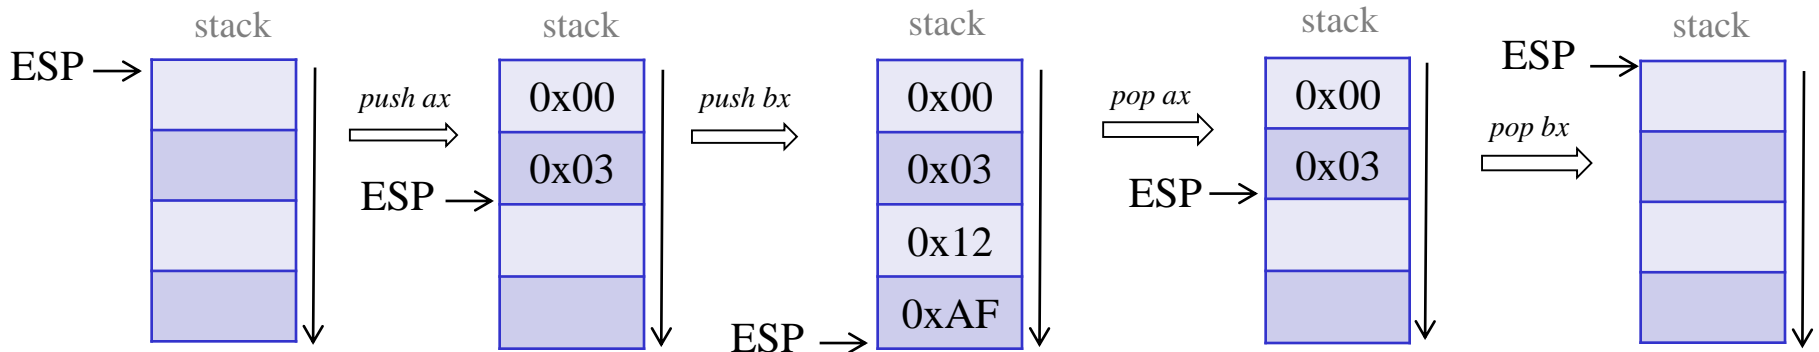 stack
ESP
push ax
stack
0x00
0x03
ESP
push bx
stack
0x00
0x03
0x12
0xAF
ESP
pop ax
stack
0x00
0x03
ESP
pop bx
stack
ESP